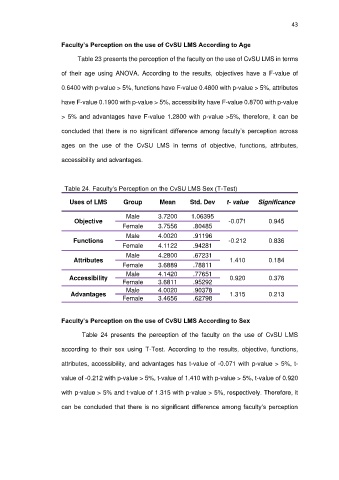 43
Faculty's Perception on the use of CvSU LMS According to Age
Table 23 presents the perception of the faculty on the use of CvSU LMS in terms
of their age using ANOVA. According to the results, objectives have a F-value of
0.6400 with p-value > 5%, functions have F-value 0.4800 with p-value > 5%, attributes
have F-value 0.1900 with p-value > 5%, accessibility have F-value 0.8700 with p-value
> 5% and advantages have F-value 1.2800 with p-value >5%, therefore, it can be
concluded that there is no significant difference among faculty's perception across
ages on the use of the CvSU LMS in terms of objective, functions, attributes,
accessibility and advantages.
Table 24. Faculty's Perception on the CvSU LMS Sex (T-Test)
Uses of LMS Group Mean Std. Dev t- value Significance
Objective Male 3.7200 1.06395 -0.071 0.945
Female 3.7556 .80485
Functions Male 4.0020 .91196 -0.212 0.836
Female 4.1122 .94281
Attributes Male 4.2800 .67231 1.410 0.184
Female 3.6889 .78811
Accessibility Male 4.1420 .77651 0.920 0.376
Female 3.6811 .95292
Advantages Male 4.0020 .90378 1.315 0.213
Female 3.4656 .62798
Faculty's Perception on the use of CvSU LMS According to Sex
Table 24 presents the perception of the faculty on the use of CvSU LMS
according to their sex using T-Test. According to the results, objective, functions,
attributes, accessibility, and advantages has t-value of -0.071 with p-value > 5%, t-
value of -0.212 with p-value > 5%, t-value of 1.410 with p-value > 5%, t-value of 0.920
with p-value > 5% and t-value of 1.315 with p-value > 5%, respectively. Therefore, it
can be concluded that there is no significant difference among faculty's perception